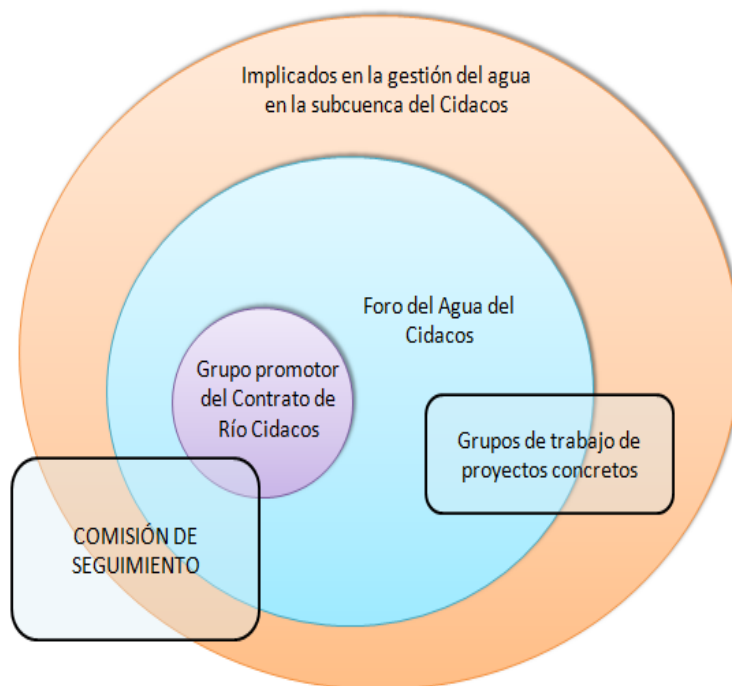 Implicados en la gestión del agua
en la subcuenca del Cidacos
Foro del Agua del
Cidacos
Grupo promotor
del Contrato de
Río Cidacos
Grupos de trabajo de
proyectos concretos
COMISIÓN DE
SEGUIMIENTO